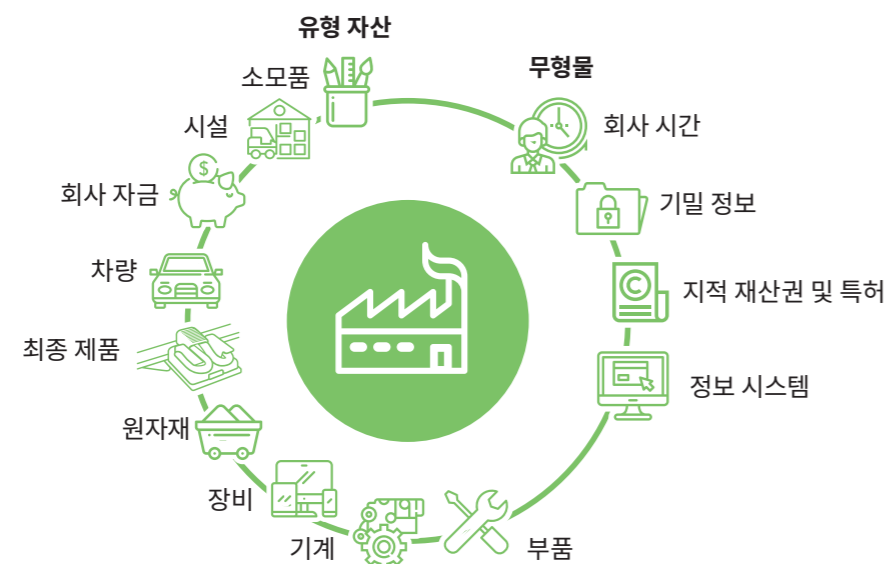 유형 자산
소모품
시설
회사 자금
차량
최종 제품
원자재
장비
기계
부품
무형물
회사 시간
기밀 정보
지적 재산권 및 특허
정보 시스템
$
C